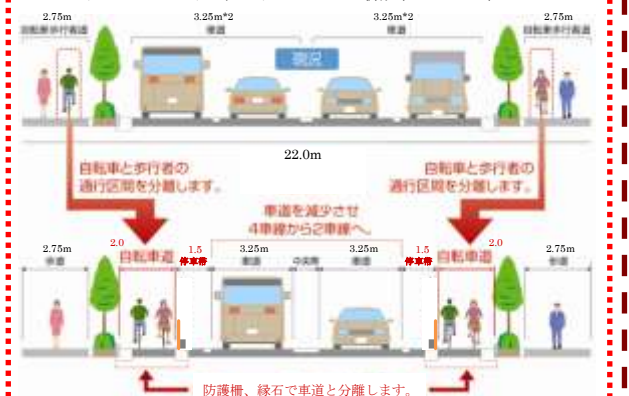 2.75m 3.25m*2 3.25m*2 2.75m
自転車歩行者道 車道 車道 自転車歩行者道
現況
22.0m
自転車と歩行者の
通行区間を分離します。
自転車と歩行者の
通行区間を分離します。
車道を減少させ
4車線から2車線へ。
2.75m 2.0 1.5 3.25m 3.25m 1.5 2.0 2.75m
歩道 自転車道 停車帯 車道 中央帯 車道 停車帯 自転車道 歩道
防護柵、縁石で車道と分離します。